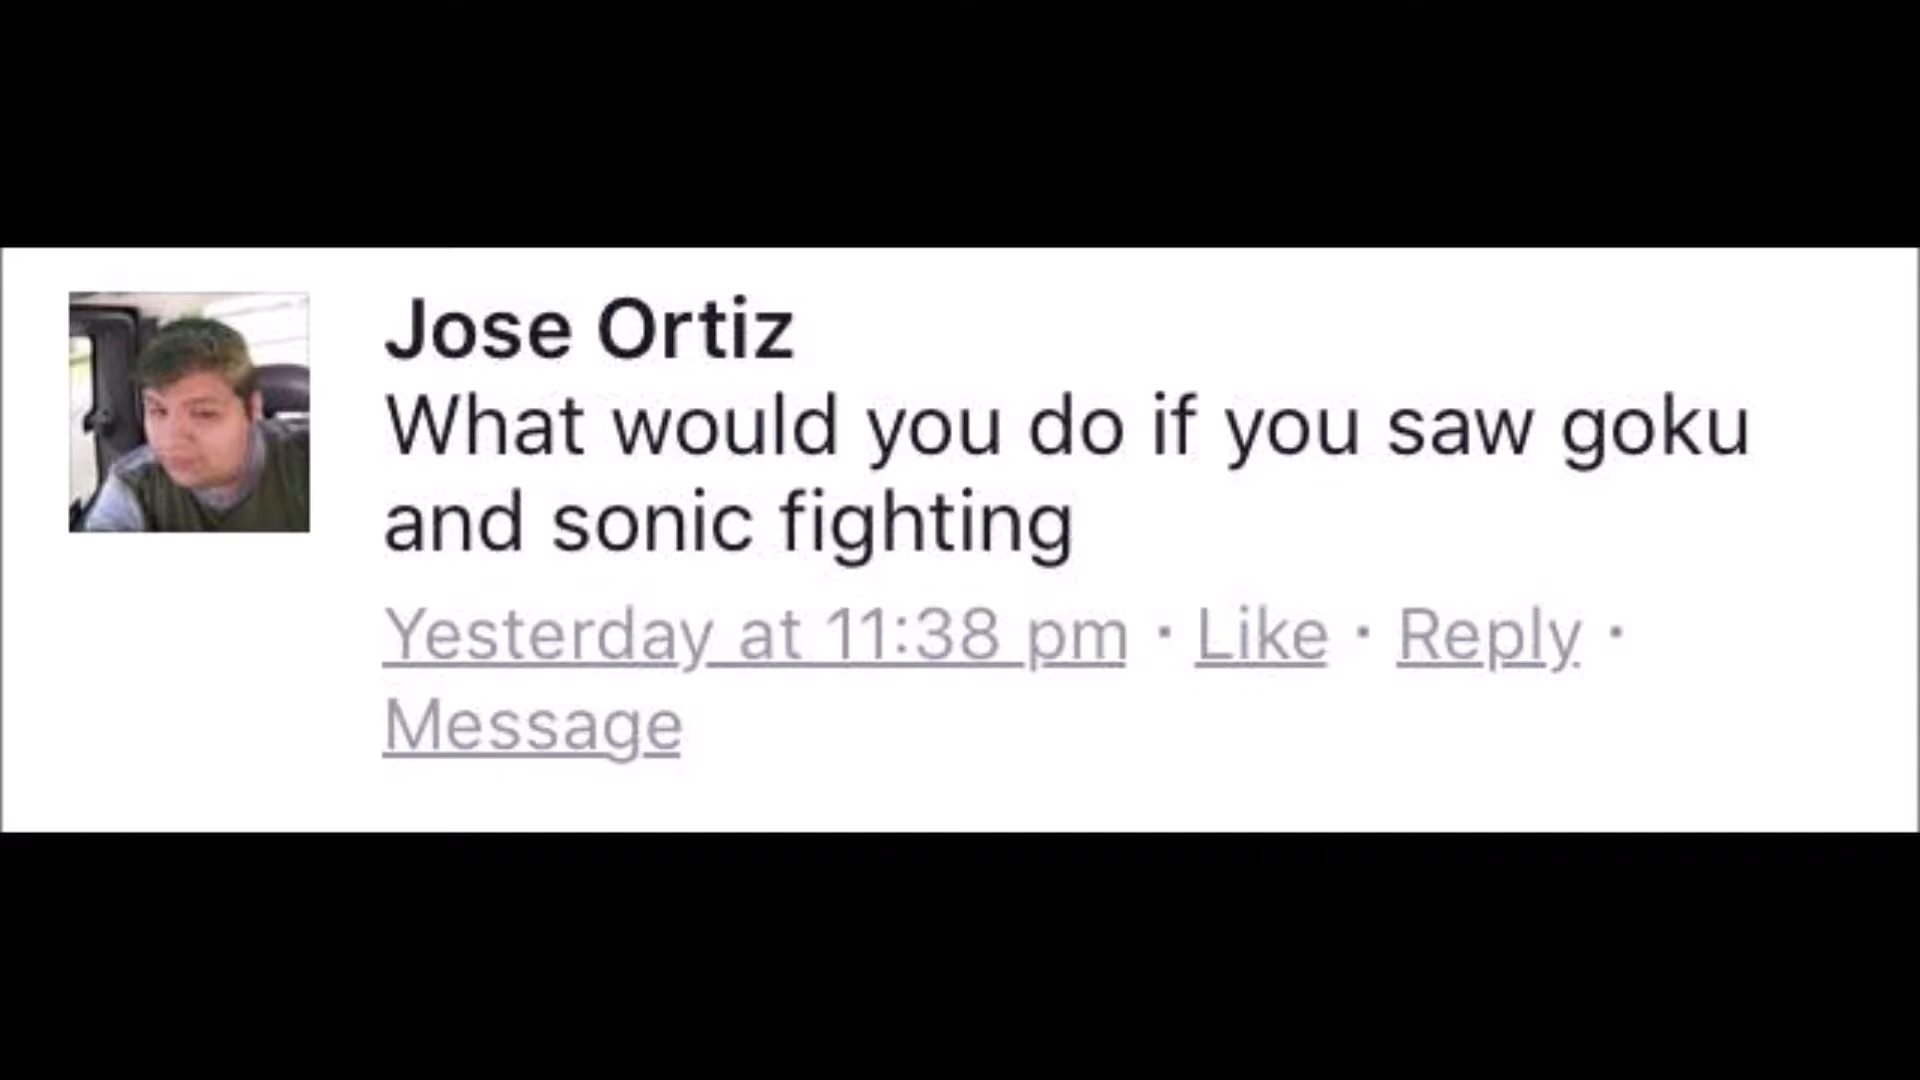 Jose Ortiz
What would you do if you saw goku
and sonic fighting
Yesterday at 11:38 pm · Like · Reply ·
Message